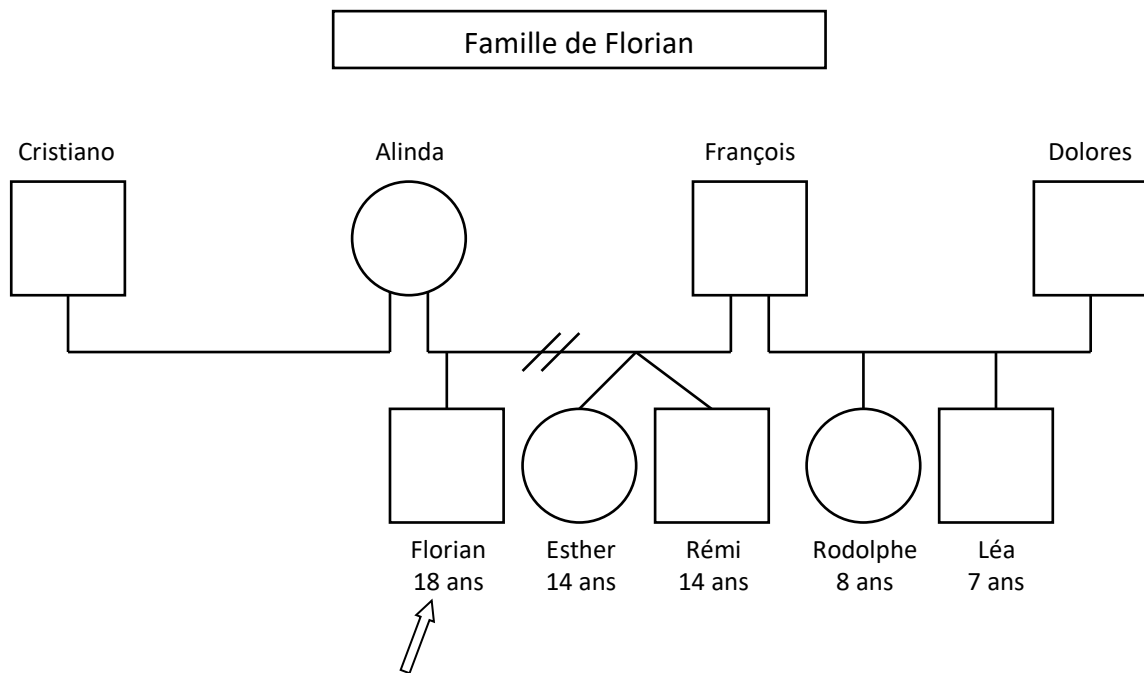 Famille de Florian
Cristiano
Alinda
François
Dolores
Florian
18 ans
Esther
14 ans
Rémi
14 ans
Rodolphe
8 ans
Léa
7 ans